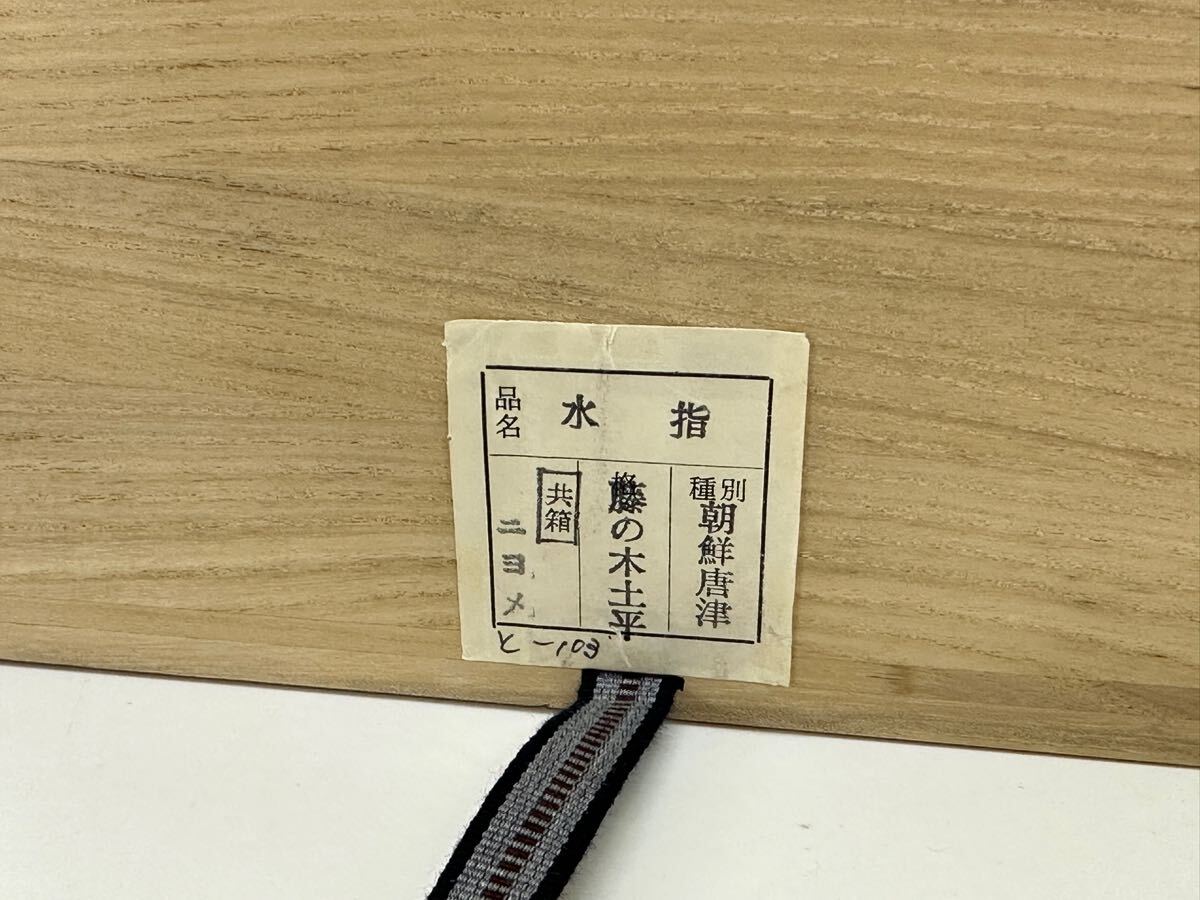 品名
水指
種別
朝鮮唐津
藤の木土平
共箱
ニヨメ
と-103